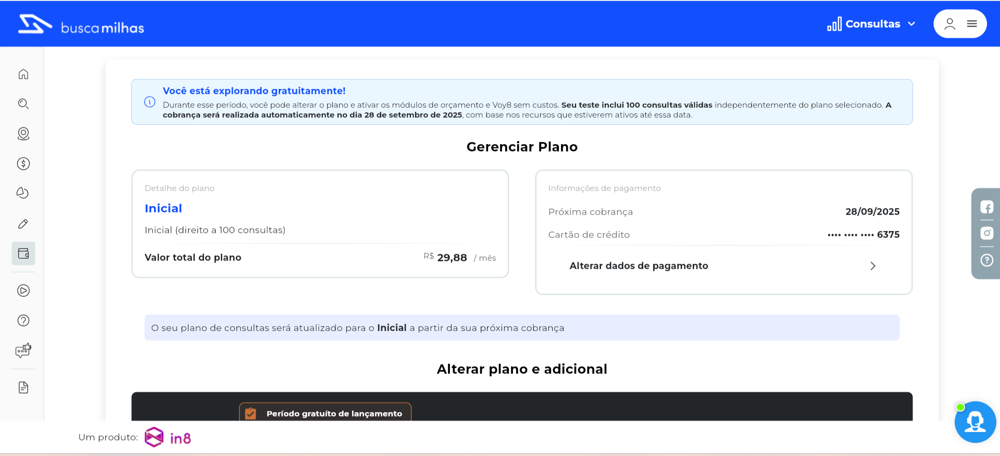 buscamilhas
Consultas
Você está explorando gratuitamente!
Durante esse período, você pode alterar o plano e ativar os módulos de orçamento e Voy8 sem custos. Seu teste inclui 100 consultas válidas independentemente do plano selecionado. A
cobrança será realizada automaticamente no dia 28 de setembro de 2025, com base nos recursos que estiverem ativos até essa data.
Gerenciar Plano
Detalhe do plano
Inicial
Inicial (direito a 100 consultas)
Valor total do plano R$ 29,88 / mês
Informações de pagamento
Próxima cobrança 28/09/2025
Cartão de crédito •••• •••• •••• 6375
Alterar dados de pagamento
O seu plano de consultas será atualizado para o Inicial a partir da sua próxima cobrança
Alterar plano e adicional
Período gratuíto de lançamento
Um produto: in8